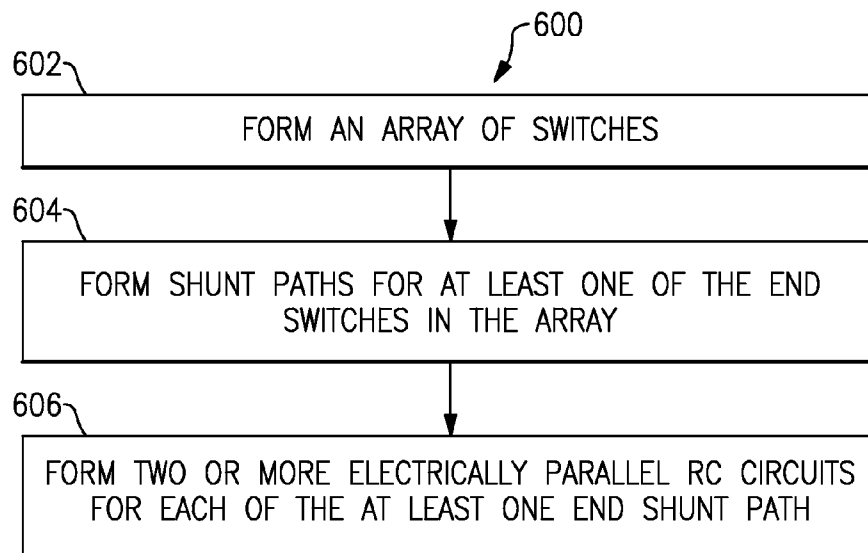 600
602
FORM AN ARRAY OF SWITCHES
604
FORM SHUNT PATHS FOR AT LEAST ONE OF THE END
SWITCHES IN THE ARRAY
606
FORM TWO OR MORE ELECTRICALLY PARALLEL RC CIRCUITS
FOR EACH OF THE AT LEAST ONE END SHUNT PATH